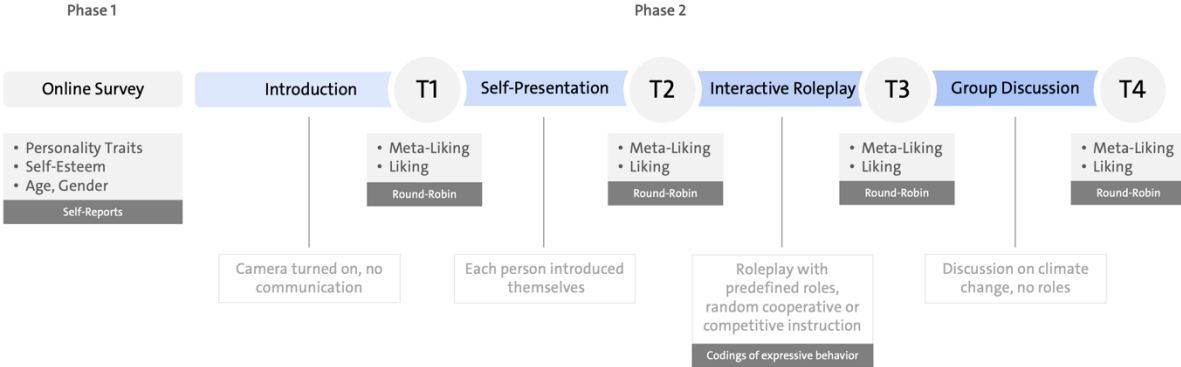 Phase 1
Phase 2
Online Survey
Introduction
T1
Self-Presentation
T2
Interactive Roleplay
T3
Group Discussion
T4
• Personality Traits
• Self-Esteem
• Age, Gender
Self-Reports
• Meta-Liking
• Liking
Round-Robin
• Meta-Liking
• Liking
Round-Robin
• Meta-Liking
• Liking
Round-Robin
• Meta-Liking
• Liking
Round-Robin
Camera turned on, no
communication
Each person introduced
themselves
Roleplay with
predefined roles,
random cooperative or
competitive instruction
Codings of expressive behavior
Discussion on climate
change, no roles